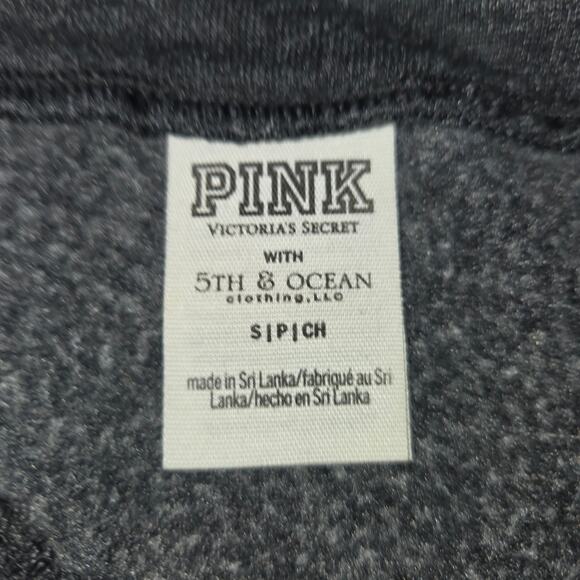 PINK
VICTORIA'S SECRET
WITH
5TH & OCEAN
clothing, LLC
S|P|CH
made in Sri Lanka/fabriqué au Sri
Lanka/hecho en Sri Lanka